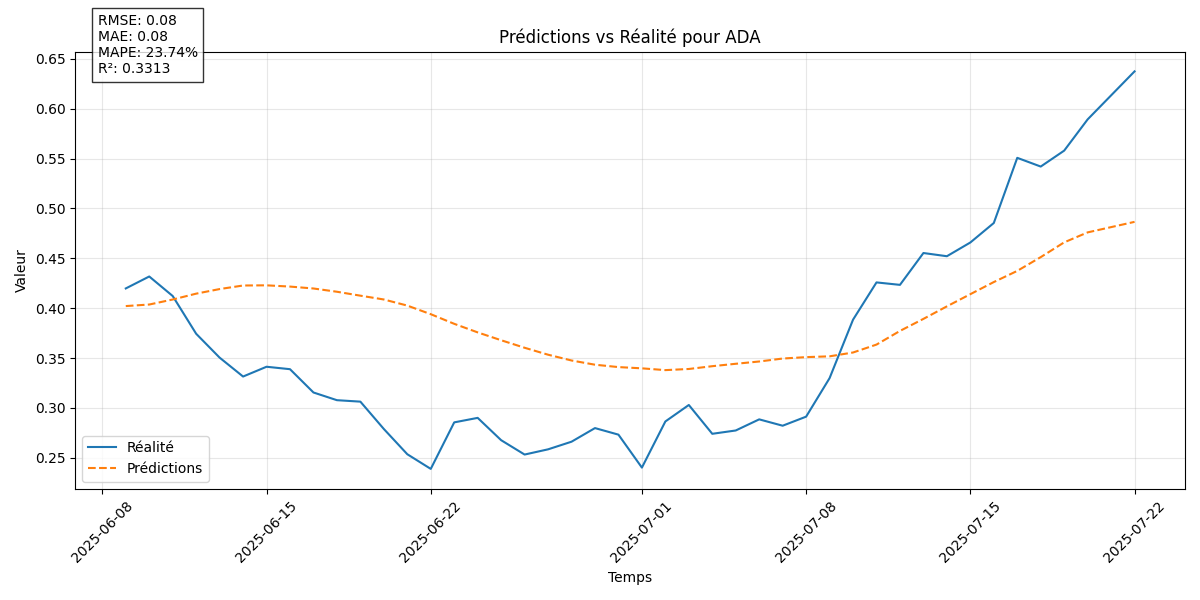 RMSE: 0.08
MAE: 0.08
MAPE: 23.74%
R²: 0.3313
Prédictions vs Réalité pour ADA
0.65
0.60
0.55
0.50
0.45
0.40
0.35
0.30
0.25
Valeur
Réalité
Prédictions
2025-06-08
2025-06-15
2025-06-22
2025-07-01
2025-07-08
2025-07-15
2025-07-22
Temps